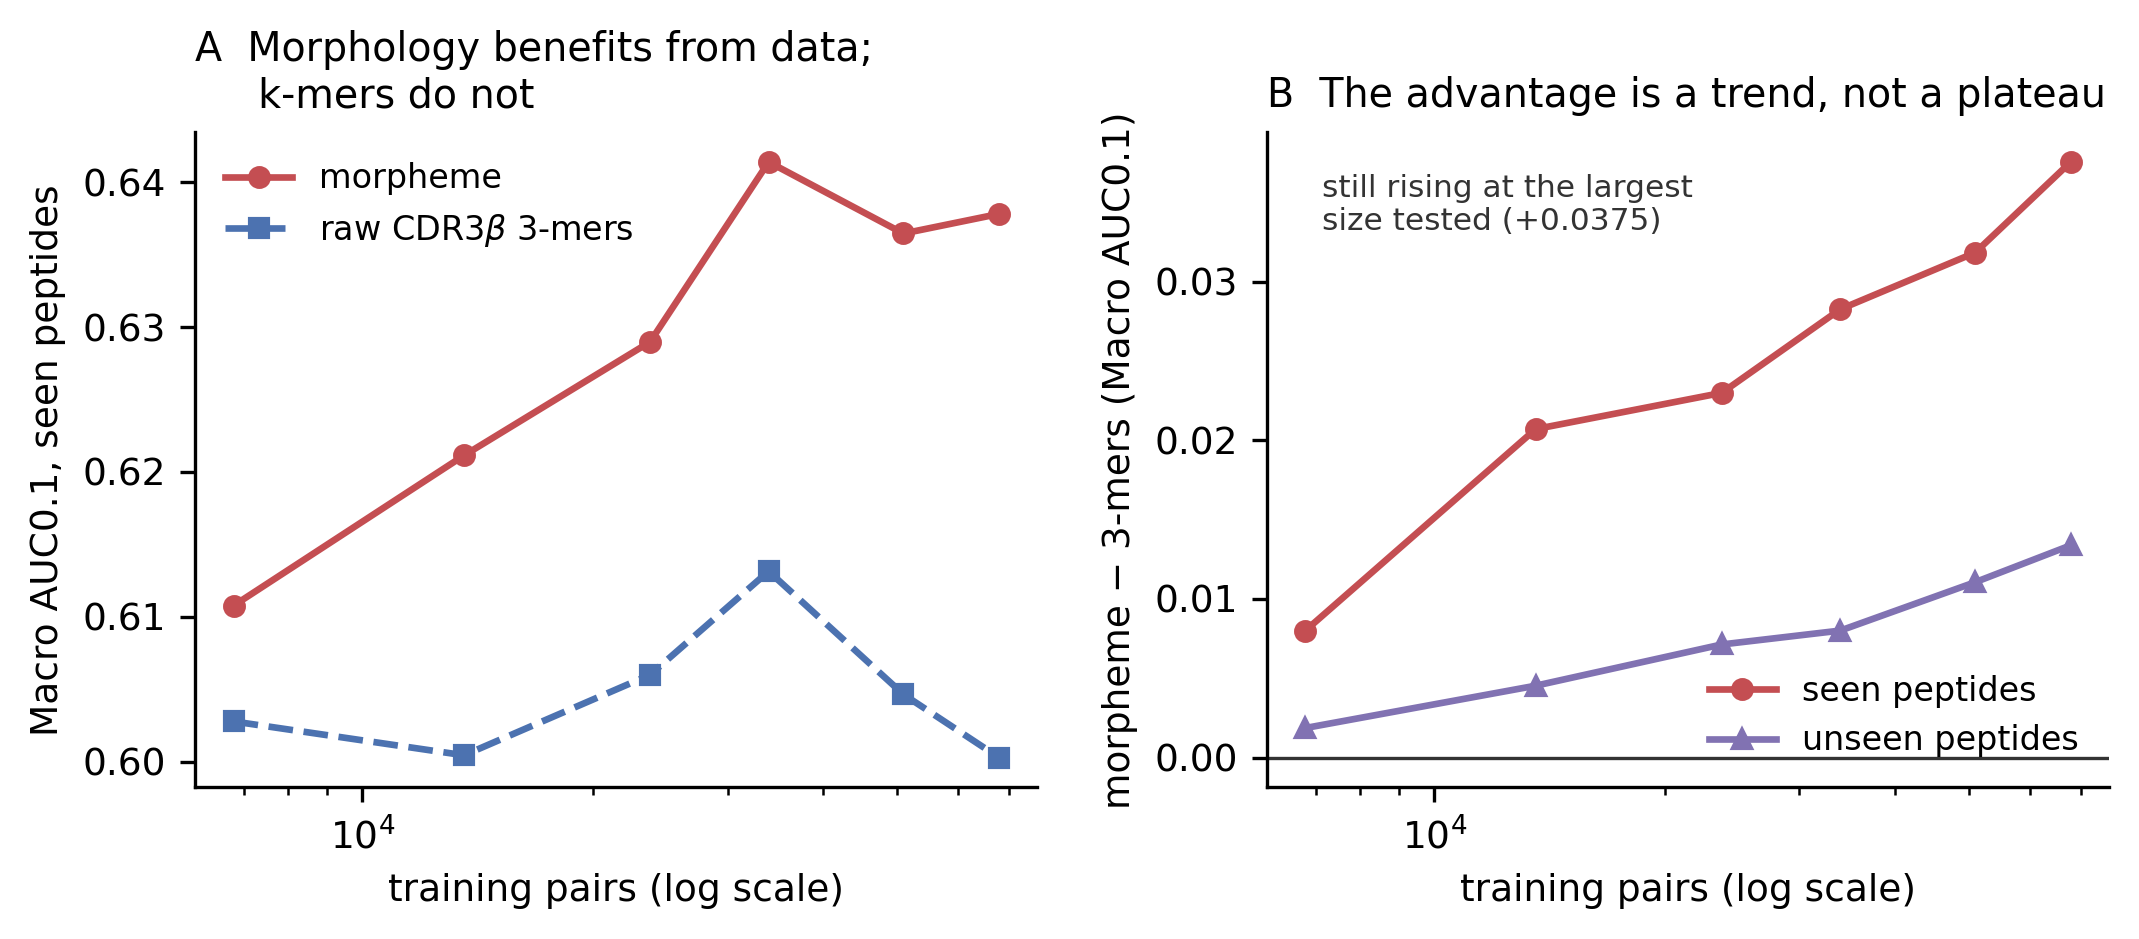 A  Morphology benefits from data;
k-mers do not
morpheme
raw CDR3β 3-mers
Macro AUC0.1, seen peptides
0.64
0.63
0.62
0.61
0.60
10⁴
training pairs (log scale)
B  The advantage is a trend, not a plateau
still rising at the largest
size tested (+0.0375)
morpheme − 3-mers (Macro AUC0.1)
0.03
0.02
0.01
0.00
seen peptides
unseen peptides
10⁴
training pairs (log scale)